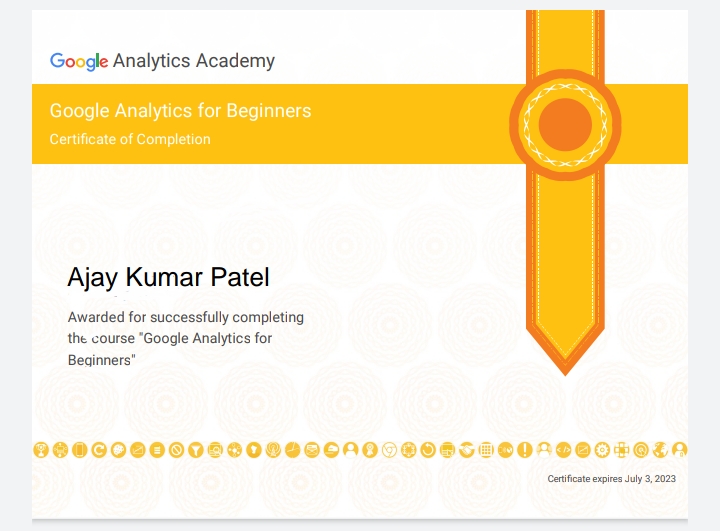 Google Analytics Academy
Google Analytics for Beginners
Certificate of Completion
Ajay Kumar Patel
Awarded for successfully completing
the course "Google Analytics for
Beginners"
Certificate expires July 3, 2023